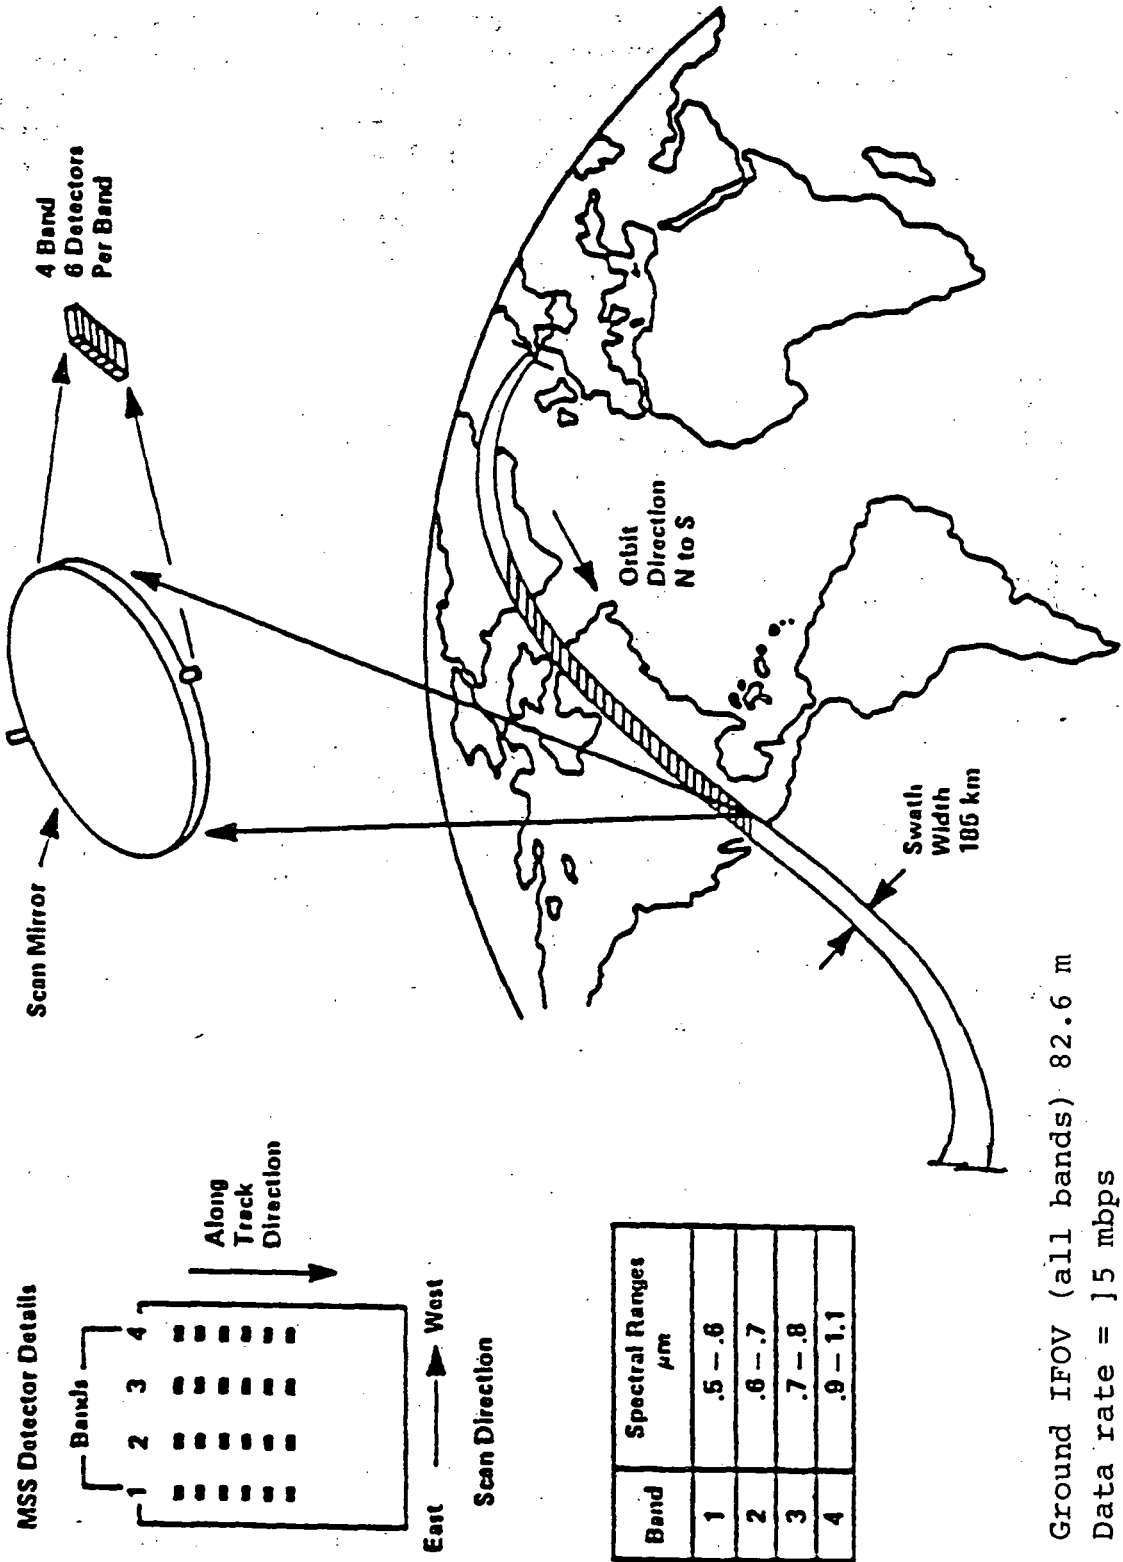 MSS Detector Details
Bands
1 2 3 4
Along
Track
Direction
East West
Scan Direction
Band Spectral Ranges
µm
1 .5 – .6
2 .6 – .7
3 .7 – .8
4 .9 – 1.1
Scan Mirror
4 Band
6 Detectors
Per Band
Orbit
Direction
N to S
Swath
Width
185 km
Ground IFOV (all bands) 82.6 m
Data rate = 15 mbps